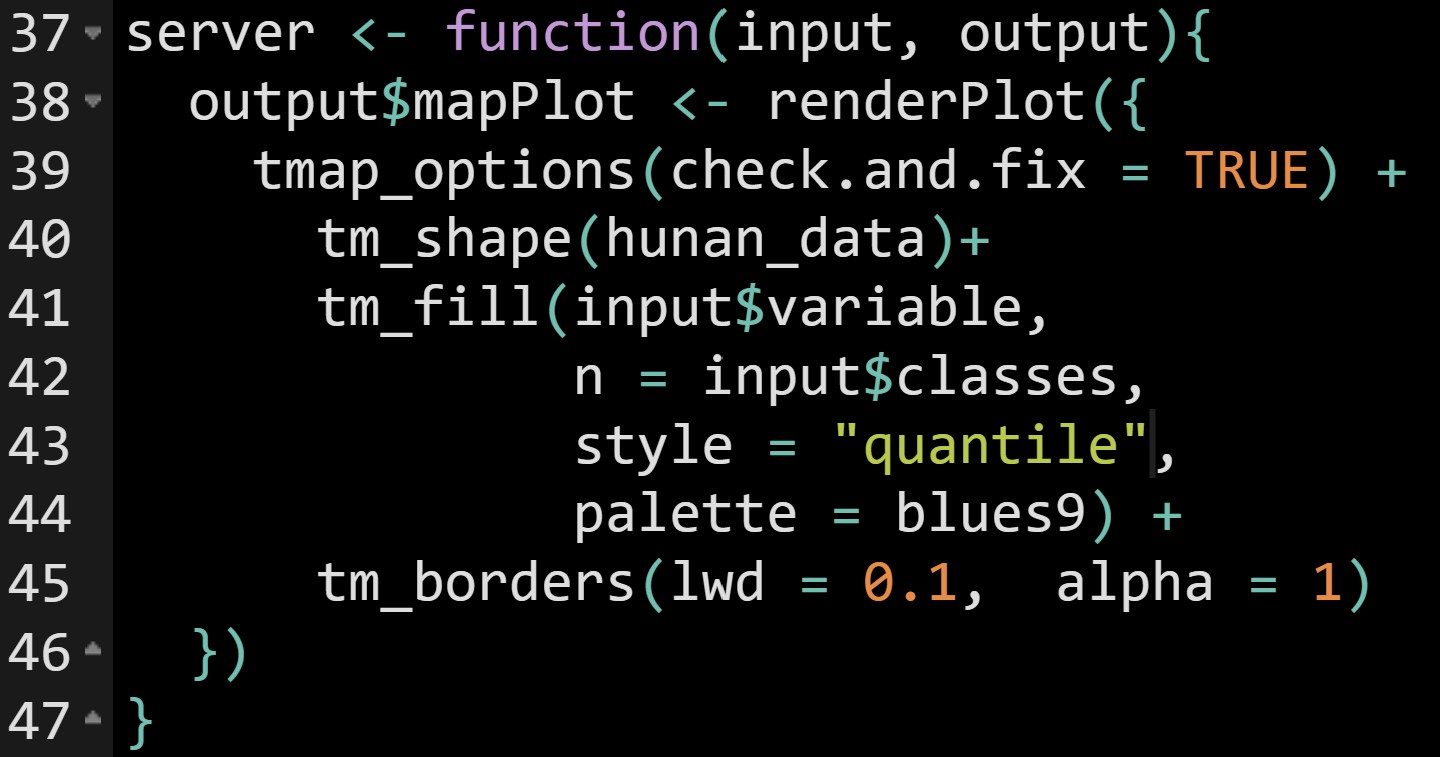 37 server <- function(input, output){
38   output$mapPlot <- renderPlot({
39     tmap_options(check.and.fix = TRUE) +
40       tm_shape(hunan_data)+
41       tm_fill(input$variable,
42               n = input$classes,
43               style = "quantile",
44               palette = blues9) +
45       tm_borders(lwd = 0.1,  alpha = 1)
46   })
47 }